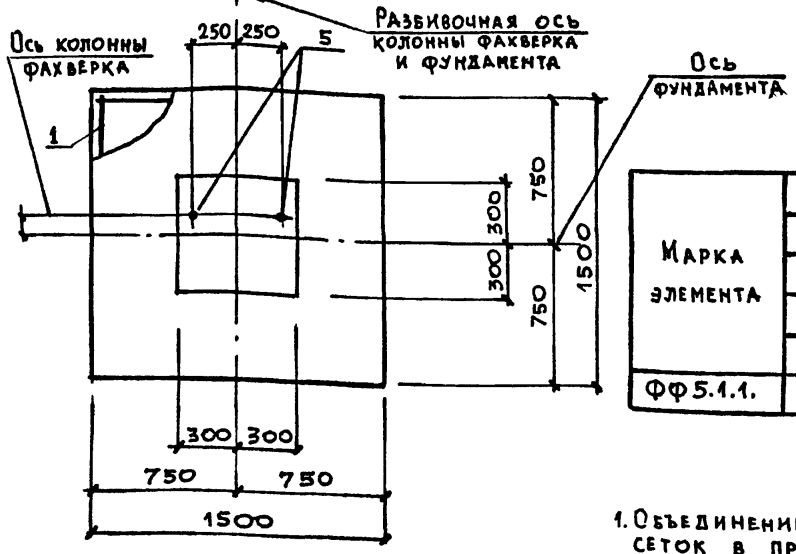 Ось колонны
фахверка
250 250
5
Разбивочная ось
колонны фахверка
и фундамента
Ось
фундамента
1
750
300
1500
300
750
Марка
элемента
ФФ5.1.1.
300 300
750 750
1500
1. Объединени
сеток в пр